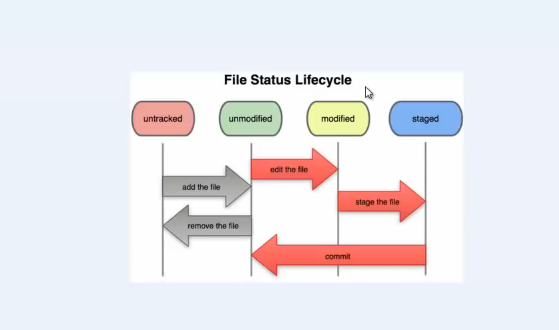 File Status Lifecycle
untracked
unmodified
modified
staged
edit the file
add the file
stage the file
remove the file
commit